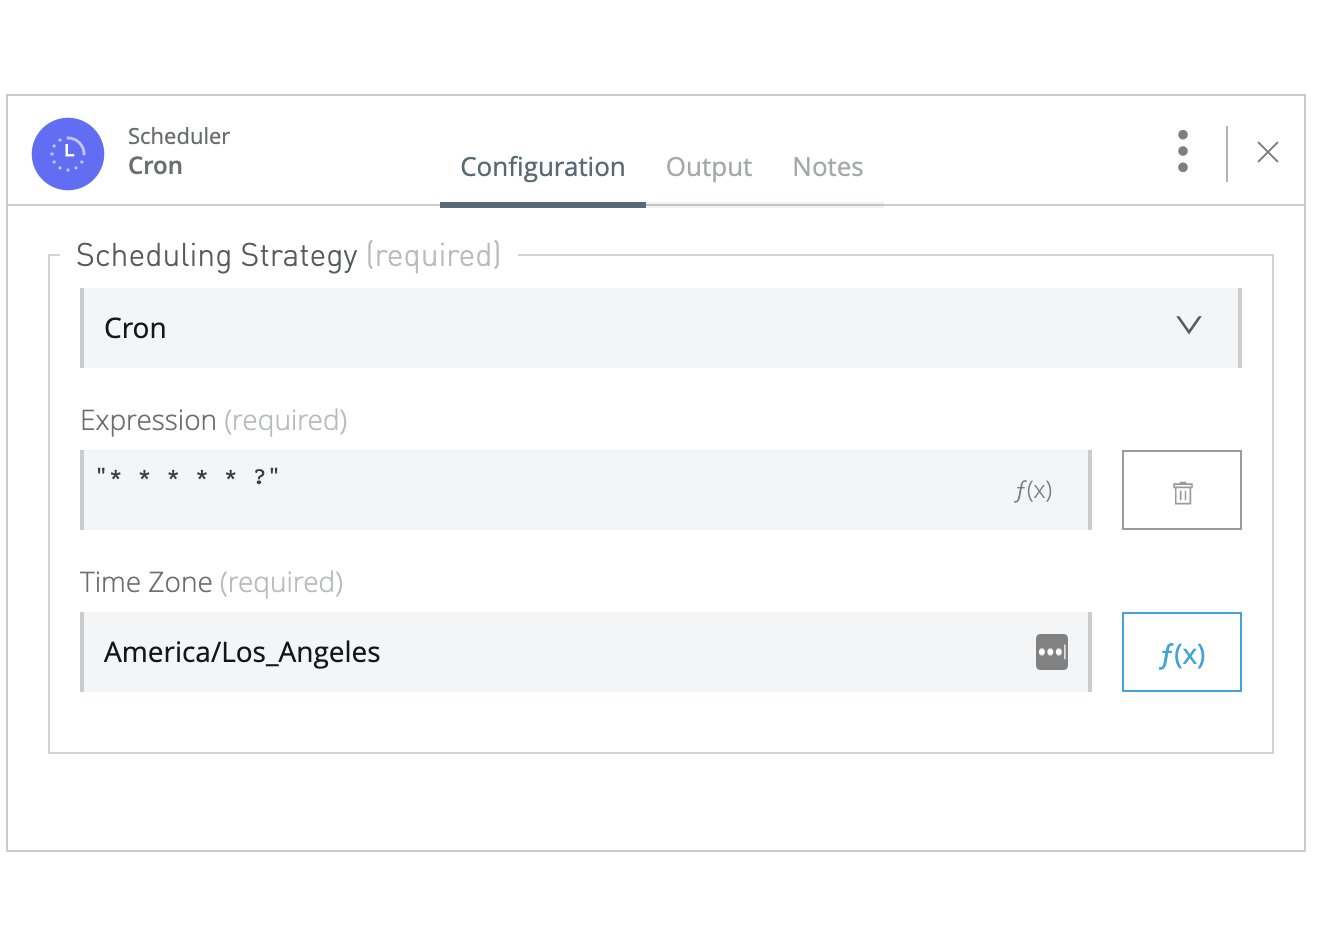 Scheduler
Cron
Configuration Output Notes
Scheduling Strategy (required)
Cron
Expression (required)
"* * * * * ?"
f(x)
Time Zone (required)
America/Los_Angeles
f(x)